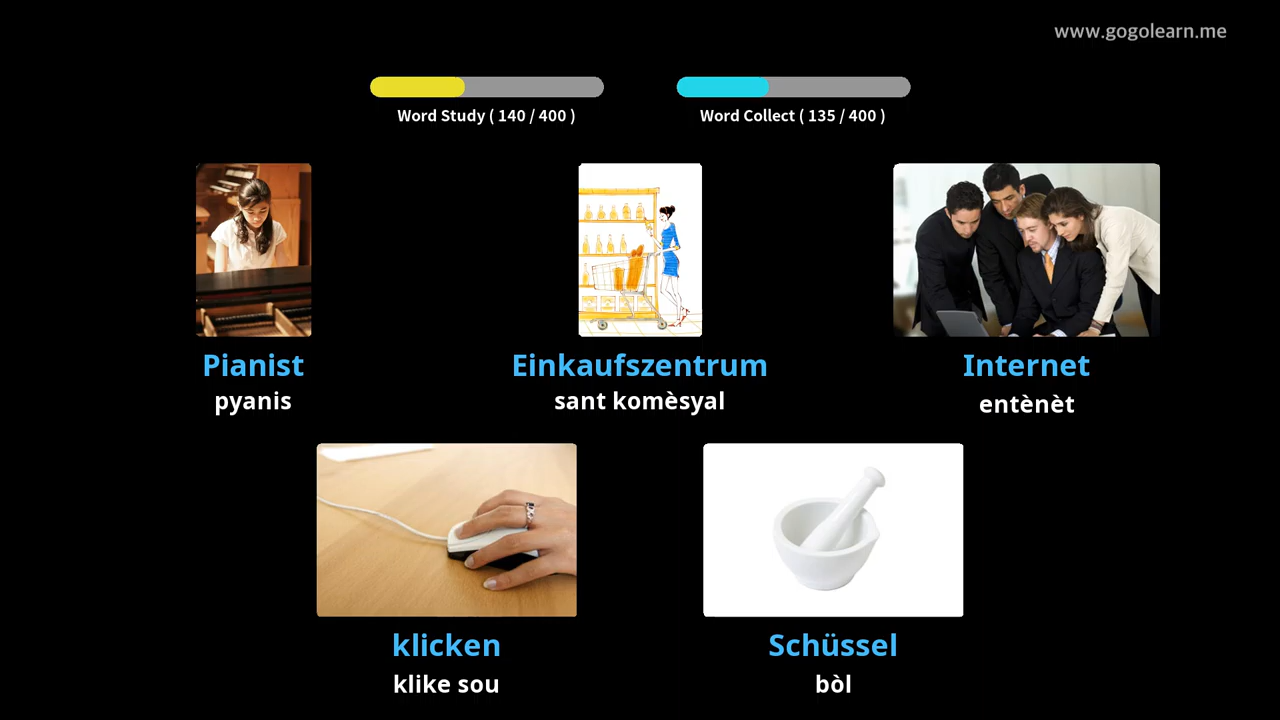 www.gogolearn.me
Word Study ( 140 / 400 )
Word Collect ( 135 / 400 )
Pianist
pyanis
Einkaufszentrum
sant komèsyal
Internet
entènèt
klicken
klike sou
Schüssel
bòl